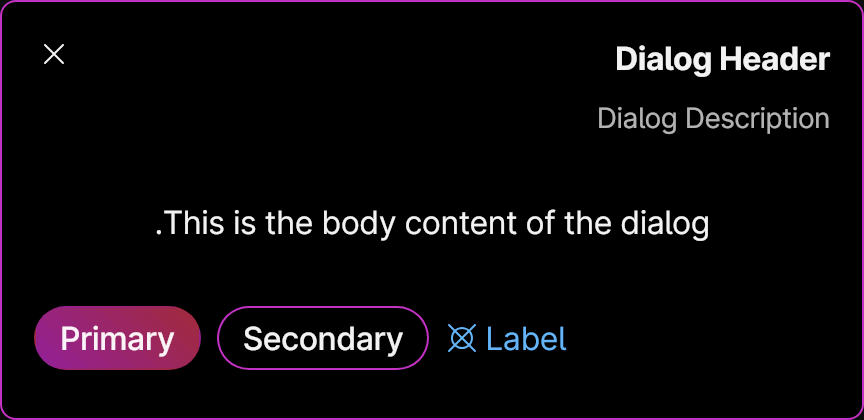 Dialog Header
Dialog Description
.This is the body content of the dialog
Primary
Secondary
Label